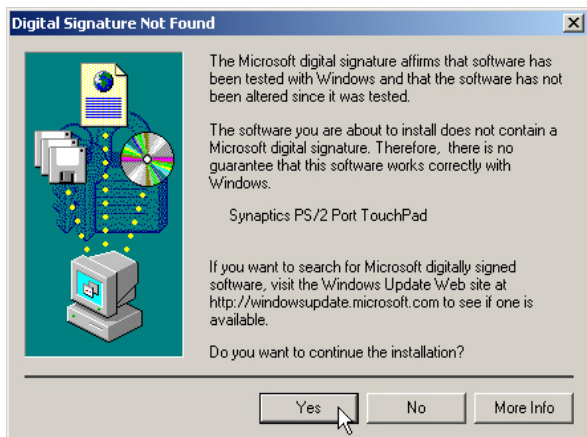 Digital Signature Not Found
The Microsoft digital signature affirms that software has
been tested with Windows and that the software has not
been altered since it was tested.
The software you are about to install does not contain a
Microsoft digital signature. Therefore, there is no
guarantee that this software works correctly with
Windows.
Synaptics PS/2 Port TouchPad
If you want to search for Microsoft digitally signed
software, visit the Windows Update Web site at
http://windowsupdate.microsoft.com to see if one is
available.
Do you want to continue the installation?
Yes
No
More Info